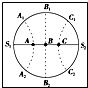 B₁
A₁ C₁
S₁ A B C S₂
A₂ C₂
B₂